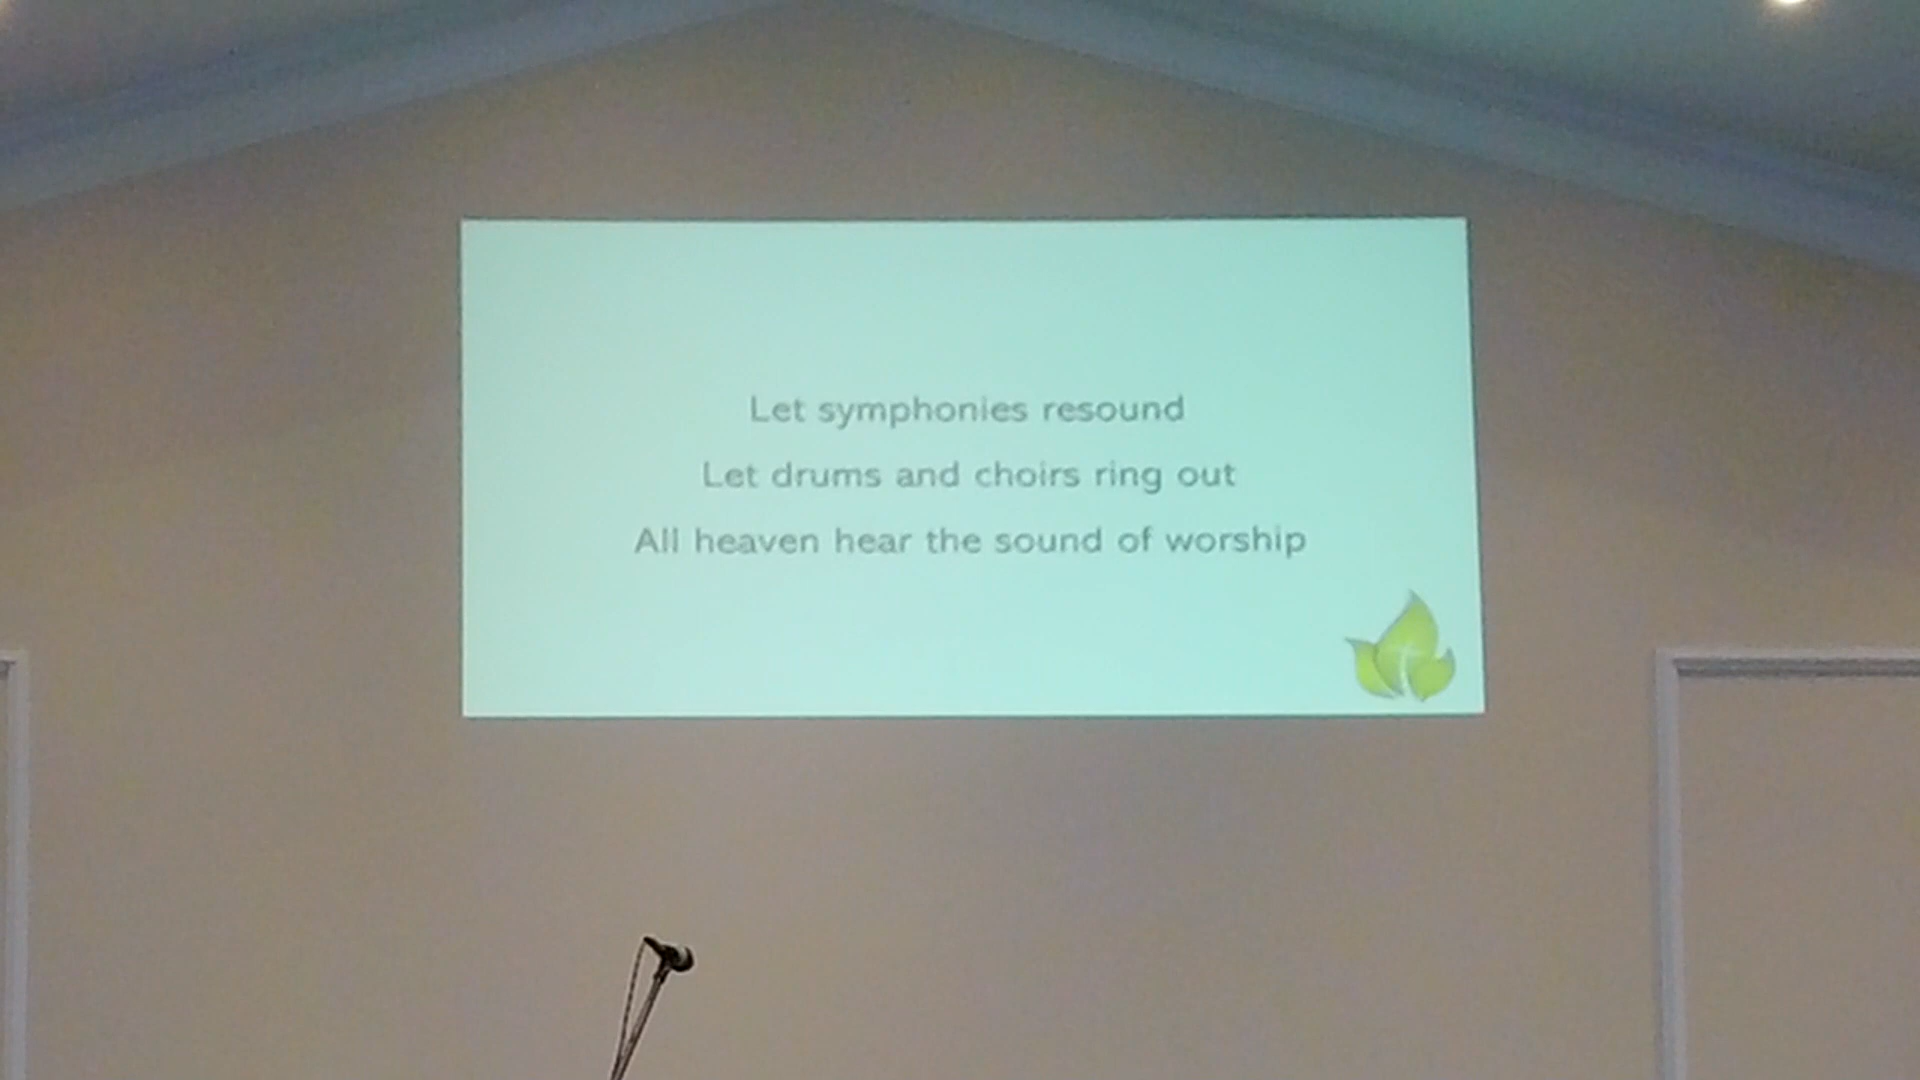 Let symphonies resound
Let drums and choirs ring out
All heaven hear the sound of worship